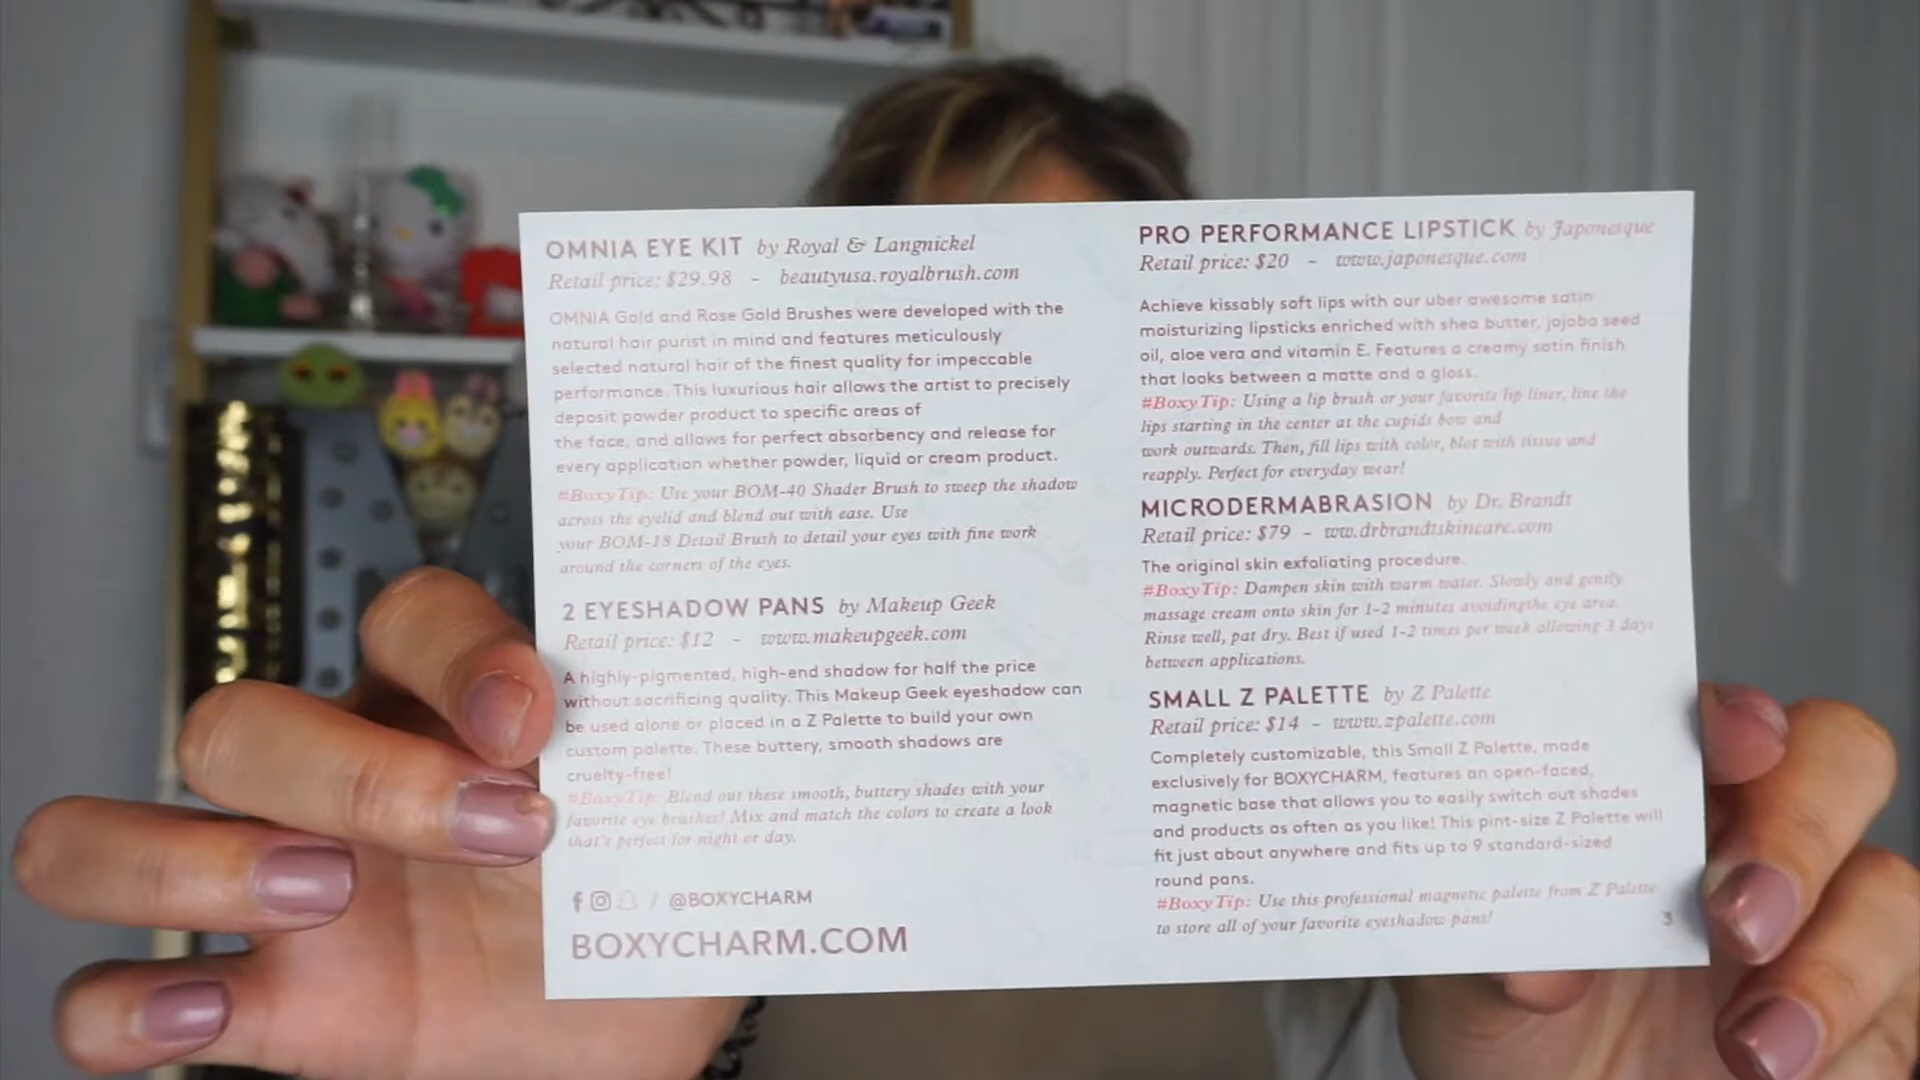 OMNIA EYE KIT by Royal & Langnickel
Retail price: $29.98 - beautyusa.royalbrush.com
OMNIA Gold and Rose Gold Brushes were developed with the
natural hair purist in mind and features meticulously
selected natural hair of the finest quality for impeccable
performance. This luxurious hair allows the artist to precisely
deposit powder product to specific areas of
the face, and allows for perfect absorbency and release for
every application whether powder, liquid or cream product.
#BoxyTip: Use your BOM-40 Shader Brush to sweep the shadow
across the eyelid and blend out with ease. Use
your BOM-18 Detail Brush to detail your eyes with fine work
around the corners of the eyes.
2 EYESHADOW PANS by Makeup Geek
Retail price: $12 - www.makeupgeek.com
A highly-pigmented, high-end shadow for half the price
without sacrificing quality. This Makeup Geek eyeshadow can
be used alone or placed in a Z Palette to build your own
custom palette. These buttery, smooth shadows are
cruelty-free!
#BoxyTip: Blend out these smooth, buttery shades with your
favorite eye brushes! Mix and match the colors to create a look
that's perfect for night or day.
/ @BOXYCHARM
BOXYCHARM.COM
PRO PERFORMANCE LIPSTICK by Japonesque
Retail price: $20 - www.japonesque.com
Achieve kissably soft lips with our uber awesome satin
moisturizing lipsticks enriched with shea butter, jojoba seed
oil, aloe vera and vitamin E. Features a creamy satin finish
that looks between a matte and a gloss.
#BoxyTip: Using a lip brush or your favorite lip liner, line the
lips starting in the center at the cupids bow and
work outwards. Then, fill lips with color, blot with tissue and
reapply. Perfect for everyday wear!
MICRODERMABRASION by Dr. Brandt
Retail price: $79 - ww.drbrandtskincare.com
The original skin exfoliating procedure.
#BoxyTip: Dampen skin with warm water. Slowly and gently
massage cream onto skin for 1-2 minutes avoidingthe eye area.
Rinse well, pat dry. Best if used 1-2 times per week allowing 3 days
between applications.
SMALL Z PALETTE by Z Palette
Retail price: $14 - www.zpalette.com
Completely customizable, this Small Z Palette, made
exclusively for BOXYCHARM, features an open-faced,
magnetic base that allows you to easily switch out shades
and products as often as you like! This pint-size Z Palette will
fit just about anywhere and fits up to 9 standard-sized
round pans.
#BoxyTip: Use this professional magnetic palette from Z Palette
to store all of your favorite eyeshadow pans!
3